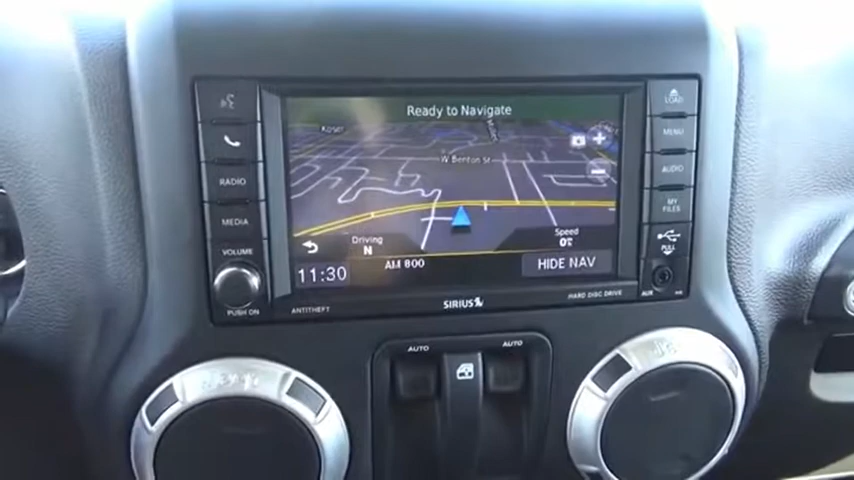 Ready to Navigate
W Benton St
Driving
N
Speed
0
AM 800
HIDE NAV
11:30
RADIO
MEDIA
VOLUME
PUSH ON
LOAD
MENU
AUDIO
MY
FILES
PULL
AUX
ANTITHEFT
SIRIUS
HARD DISC DRIVE
AUTO
AUTO